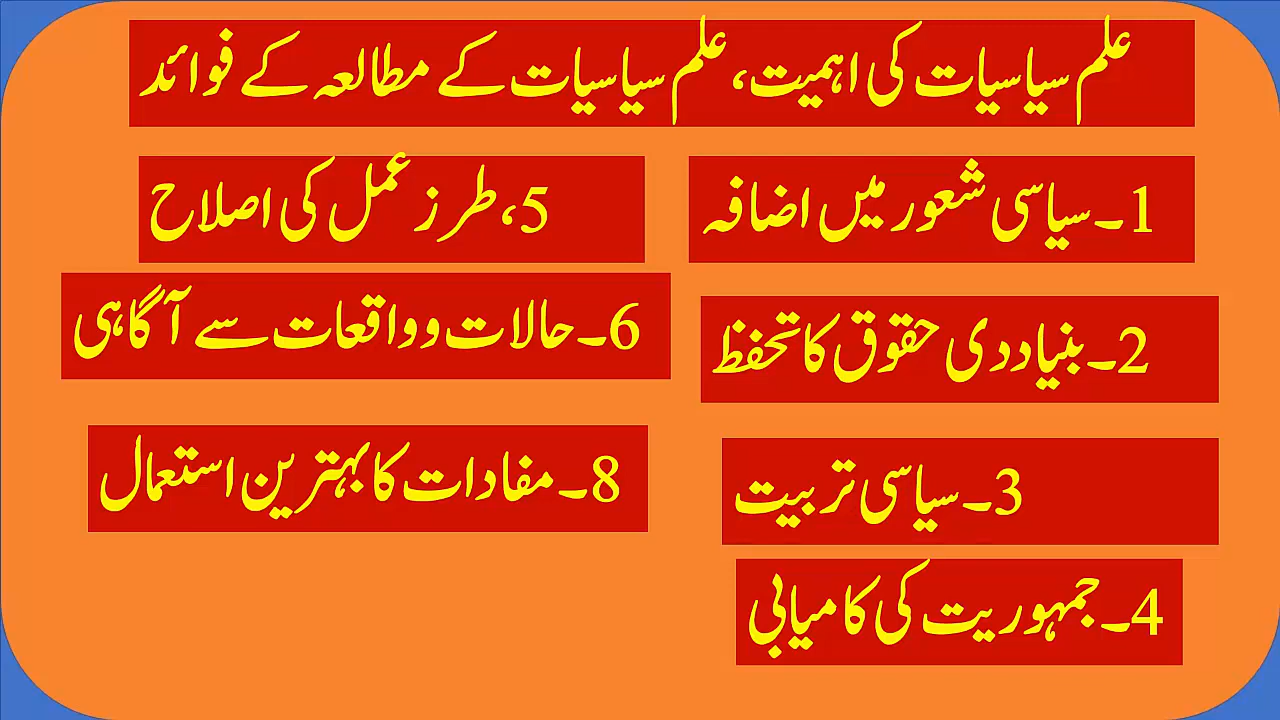 علم سیاسیات کی اہمیت، علم سیاسیات کے مطالعہ کے فوائد
1۔سیاسی شعور میں اضافہ
2۔بنیاددی حقوق کا تحفظ
3۔سیاسی تربیت
4۔جمہوریت کی کامیابی
5،طرز عمل کی اصلاح
6۔حالات و واقعات سے آگاہی
8۔مفادات کا بہترین استعمال